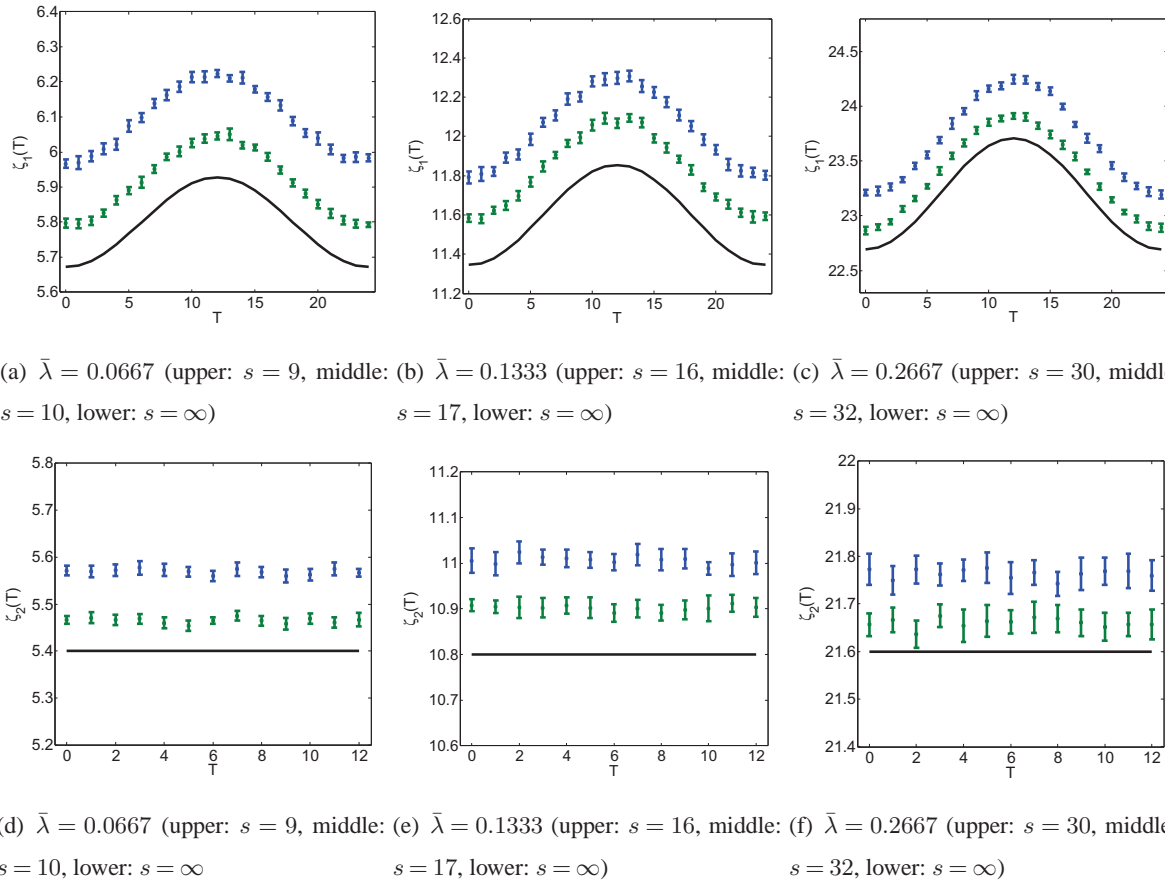 6.4
6.3
6.2
6.1
6
5.9
5.8
5.7
5.6
ζ1(T)
0 5 10 15 20
T
12.6
12.4
12.2
12
11.8
11.6
11.4
11.2
ζ1(T)
0 5 10 15 20
T
24.5
24
23.5
23
22.5
ζ1(T)
0 5 10 15 20
T
(a) λ̄ = 0.0667 (upper: s = 9, middle: (b) λ̄ = 0.1333 (upper: s = 16, middle: (c) λ̄ = 0.2667 (upper: s = 30, middl
s = 10, lower: s = ∞) s = 17, lower: s = ∞) s = 32, lower: s = ∞)
5.8
5.7
5.6
5.5
5.4
5.3
5.2
ζ2(T)
0 2 4 6 8 10 12
T
11.2
11.1
11
10.9
10.8
10.7
10.6
ζ2(T)
0 2 4 6 8 10 12
T
22
21.9
21.8
21.7
21.6
21.5
21.4
ζ2(T)
0 2 4 6 8 10 12
T
d) λ̄ = 0.0667 (upper: s = 9, middle: (e) λ̄ = 0.1333 (upper: s = 16, middle: (f) λ̄ = 0.2667 (upper: s = 30, middl
s = 10, lower: s = ∞ s = 17, lower: s = ∞) s = 32, lower: s = ∞)